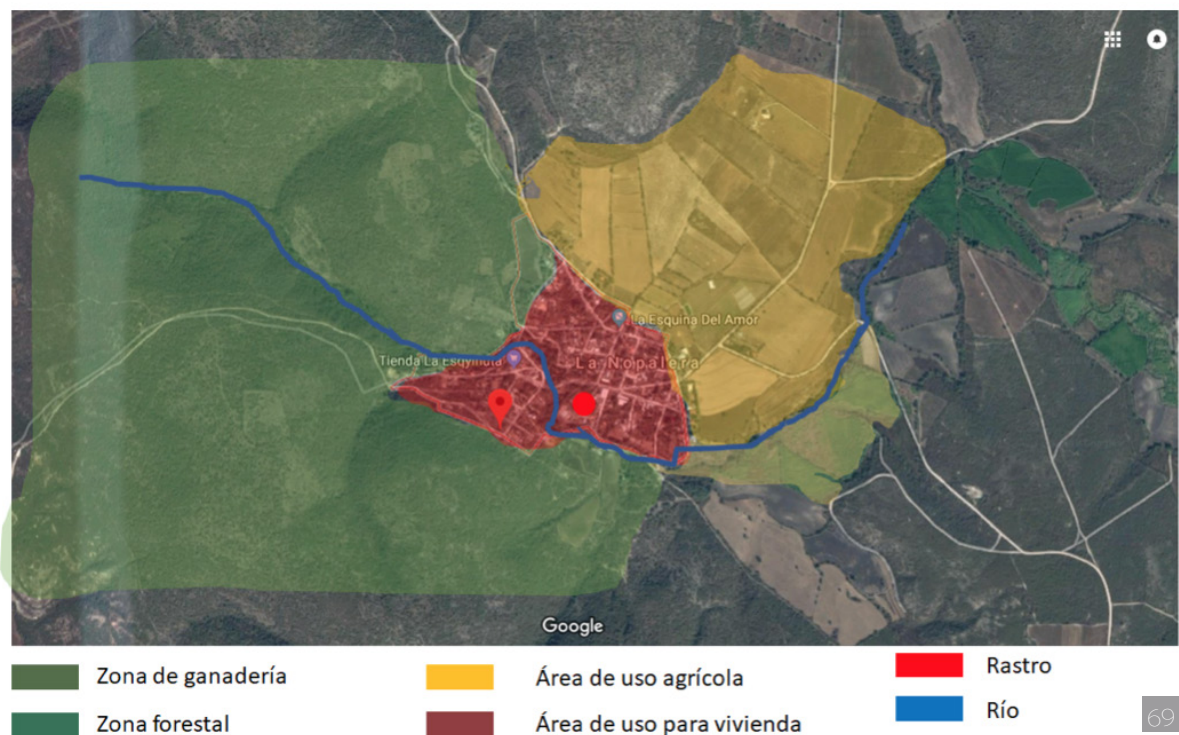 La Esquina Del Amor
Tienda La Esqyinuta
La Nopalera
Google
Zona de ganadería
Área de uso agrícola
Rastro
Zona forestal
Área de uso para vivienda
Río
69